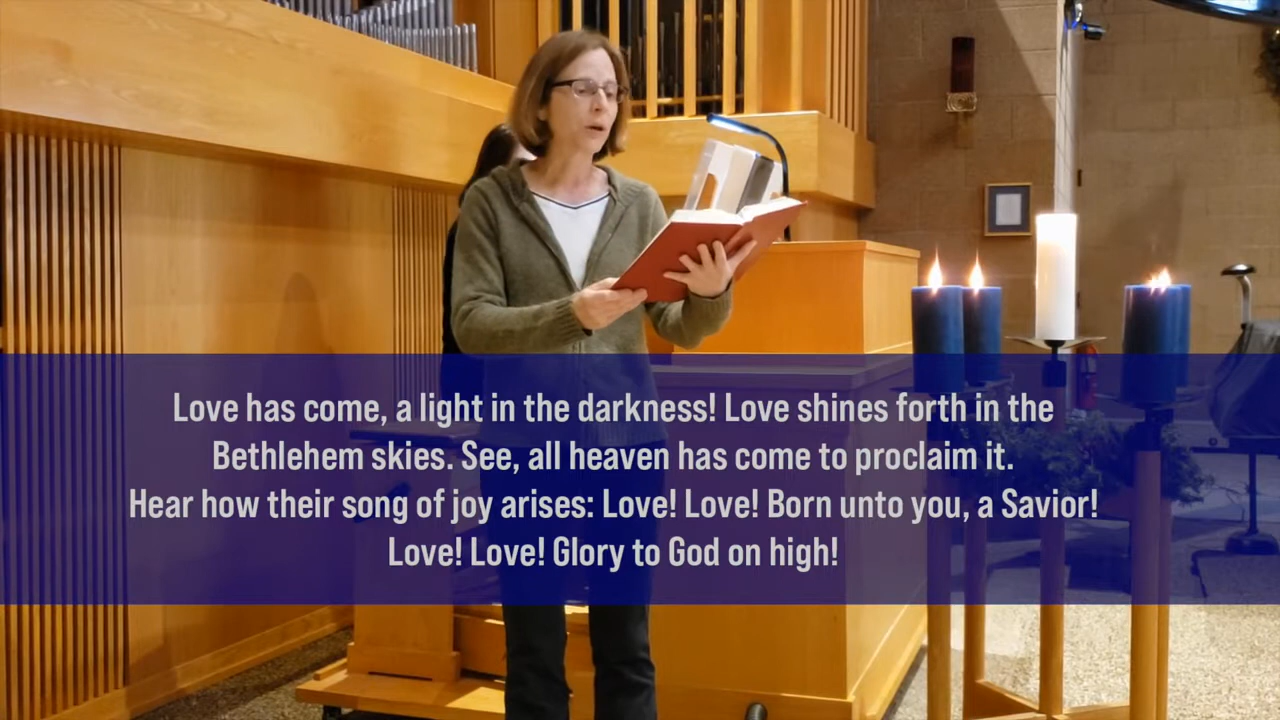 Love has come, a light in the darkness! Love shines forth in the
Bethlehem skies. See, all heaven has come to proclaim it.
Hear how their song of joy arises: Love! Love! Born unto you, a Savior!
Love! Love! Glory to God on high!